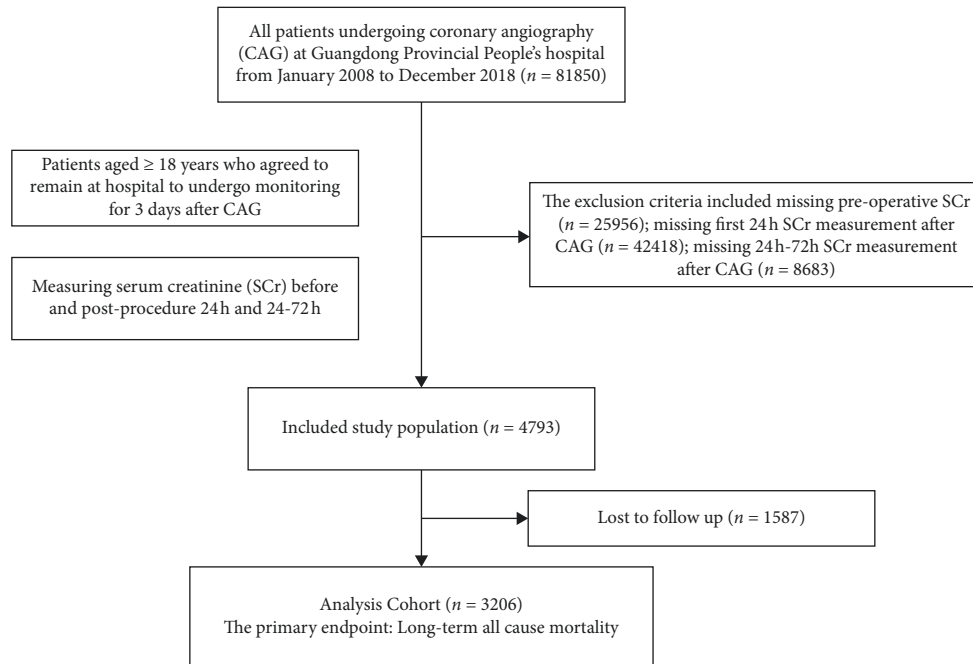 All patients undergoing coronary angiography
(CAG) at Guangdong Provincial People's hospital
from January 2008 to December 2018 (n = 81850)
Patients aged ≥ 18 years who agreed to
remain at hospital to undergo monitoring
for 3 days after CAG
The exclusion criteria included missing pre-operative SCr
(n = 25956); missing first 24 h SCr measurement after
CAG (n = 42418); missing 24 h-72 h SCr measurement
after CAG (n = 8683)
Measuring serum creatinine (SCr) before
and post-procedure 24 h and 24-72 h
Included study population (n = 4793)
Lost to follow up (n = 1587)
Analysis Cohort (n = 3206)
The primary endpoint: Long-term all cause mortality